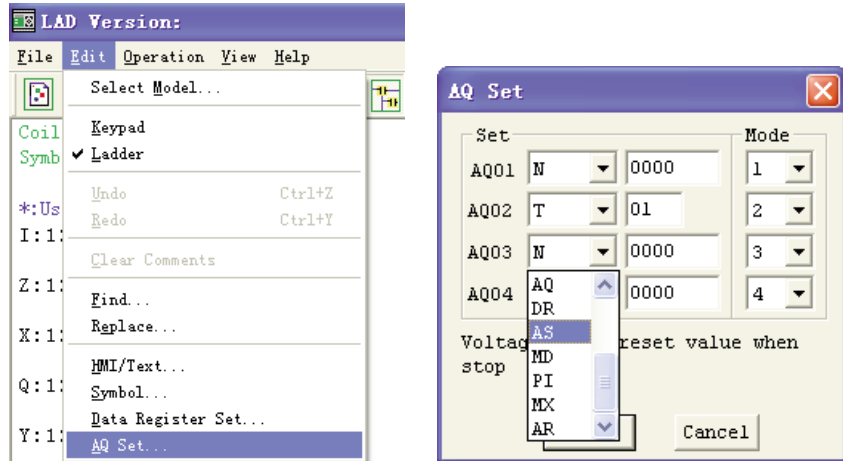 LAD Version:
File Edit Operation View Help
Select Model...
Coil
Keypad
Symb
✔ Ladder
Undo Ctrl+Z
*:Us
Redo Ctrl+Y
I:1
Clear Comments
Z:1
Find...
Replace...
X:1
HMI/Text...
Q:1
Symbol...
Data Register Set...
Y:1
AQ Set...
AQ Set
Set Mode
AQ01 N 0000 1
AQ02 T 01 2
AQ03 N 0000 3
AQ04 0000 4
AQ
DR
AS
MD
PI
MX
AR
Voltag reset value when
stop
Cancel